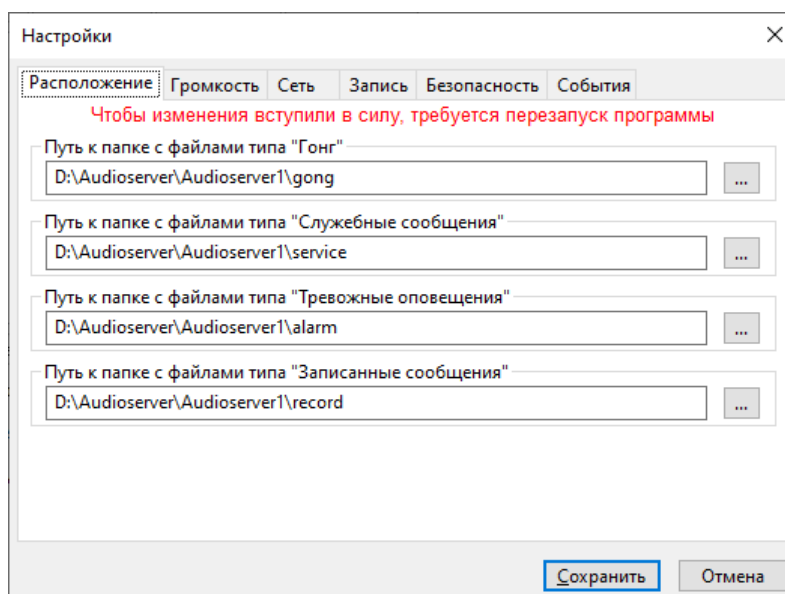 Настройки
Расположение Громкость Сеть Запись Безопасность События
Чтобы изменения вступили в силу, требуется перезапуск программы
Путь к папке с файлами типа "Гонг"
D:\Audioserver\Audioserver1\gong
...
Путь к папке с файлами типа "Служебные сообщения"
D:\Audioserver\Audioserver1\service
...
Путь к папке с файлами типа "Тревожные оповещения"
D:\Audioserver\Audioserver1\alarm
...
Путь к папке с файлами типа "Записанные сообщения"
D:\Audioserver\Audioserver1\record
...
Сохранить Отмена